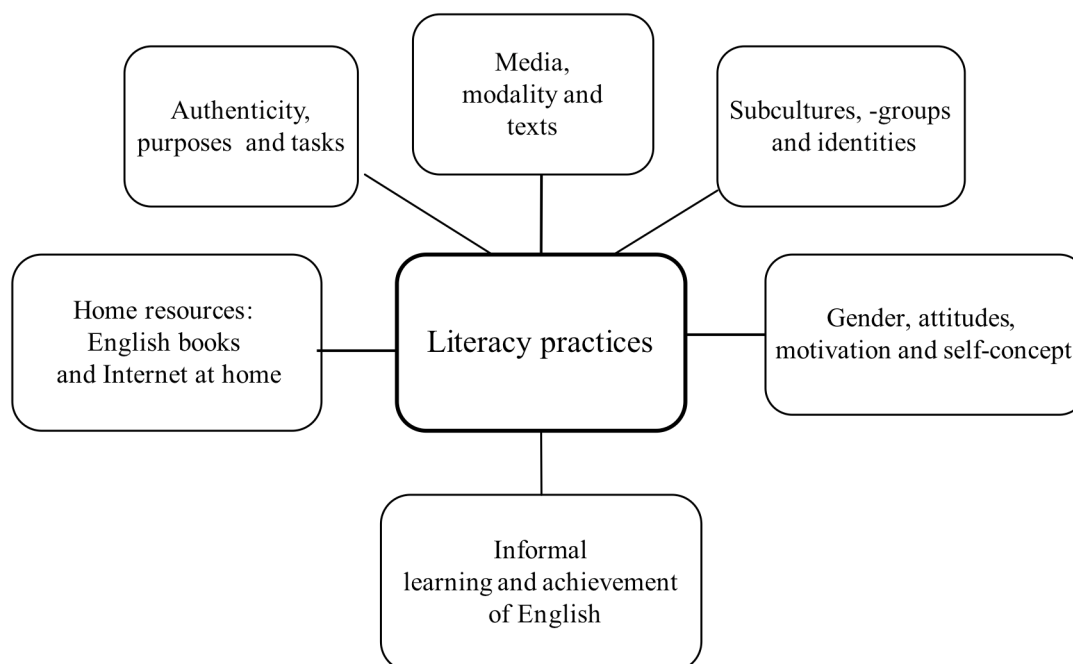 Media,
modality and
texts
Authenticity,
purposes and tasks
Subcultures, -groups
and identities
Home resources:
English books
and Internet at home
Literacy practices
Gender, attitudes,
motivation and self-concept
Informal
learning and achievement
of English